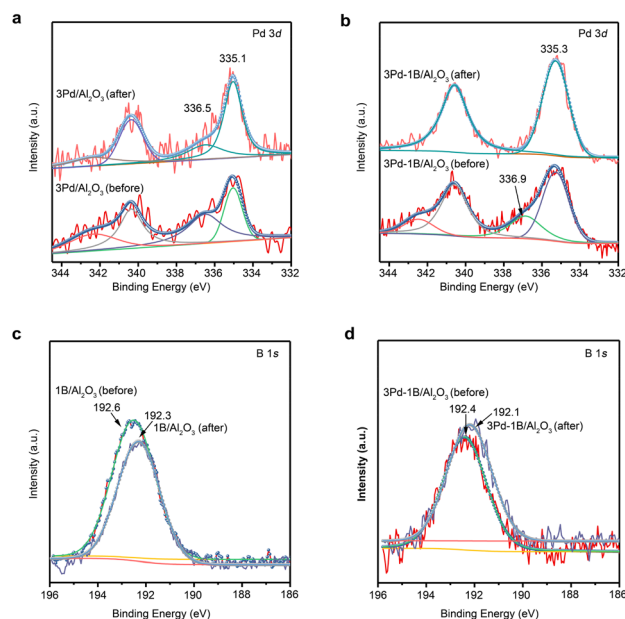 a
Pd 3d
335.1
336.5
3Pd/Al₂O₃ (after)
3Pd/Al₂O₃ (before)
Intensity (a.u.)
344 342 340 338 336 334 332
Binding Energy (eV)
b
Pd 3d
335.3
3Pd-1B/Al₂O₃ (after)
3Pd-1B/Al₂O₃ (before)
336.9
Intensity (a.u.)
344 342 340 338 336 334 332
Binding Energy (eV)
c
B 1s
1B/Al₂O₃ (before)
192.6
192.3
1B/Al₂O₃ (after)
Intensity (a.u.)
196 194 192 190 188 186
Binding Energy (eV)
d
B 1s
3Pd-1B/Al₂O₃ (before)
192.4
192.1
3Pd-1B/Al₂O₃ (after)
Intensity (a.u.)
196 194 192 190 188 186
Binding Energy (eV)